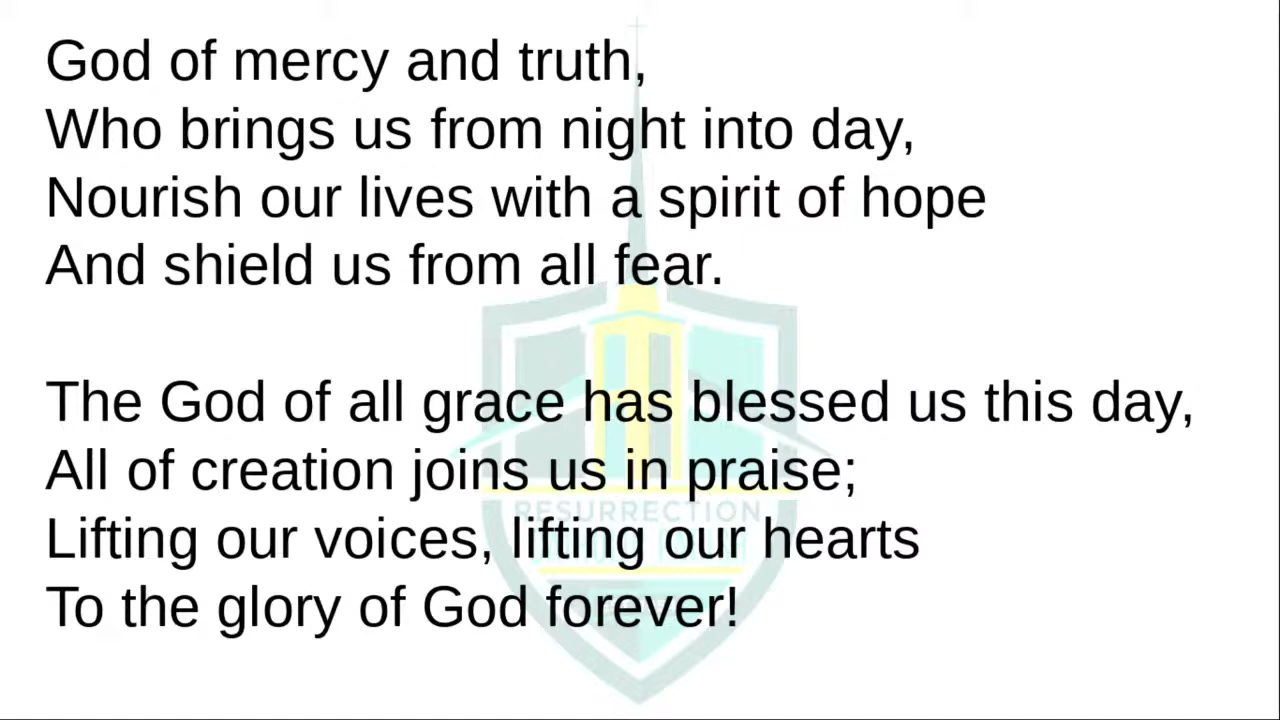 God of mercy and truth,
Who brings us from night into day,
Nourish our lives with a spirit of hope
And shield us from all fear.
The God of all grace has blessed us this day,
All of creation joins us in praise;
RESURRECTION
Lifting our voices, lifting our hearts
To the glory of God forever!